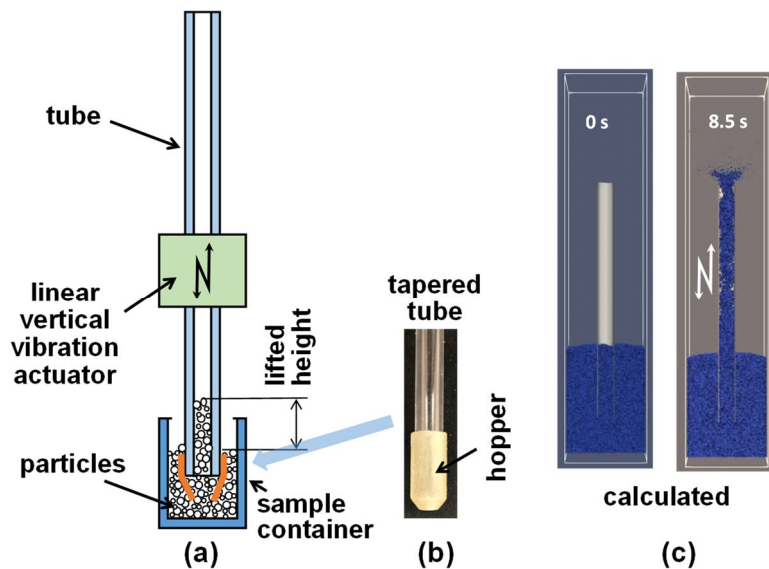 tube
linear
vertical
vibration
actuator
lifted
height
particles
sample
container
(a)
tapered
tube
hopper
(b)
0 s
8.5 s
calculated
(c)